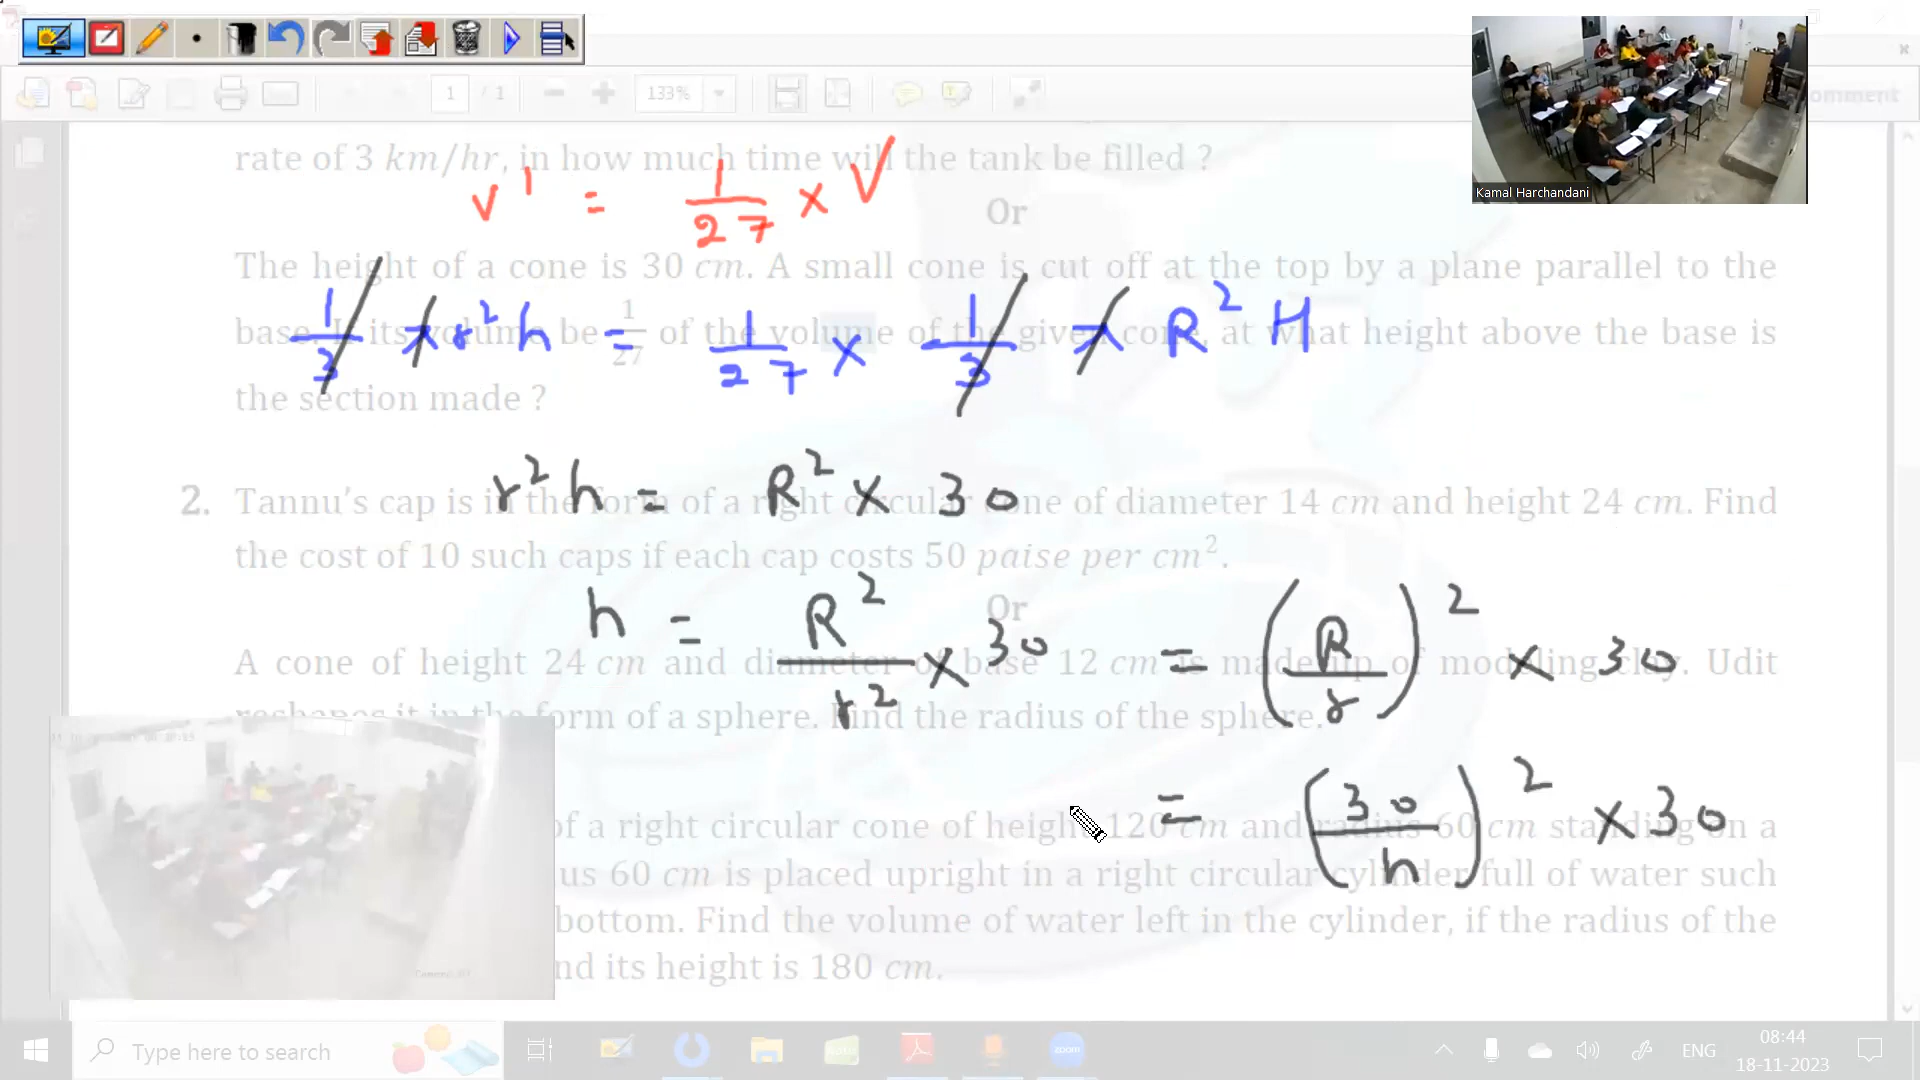 1 / 1 133% Comment
Kamal Harchandani
rate of 3 km/hr, in how much time will the tank be filled ?
v' = 1/27 × V
Or
The height of a cone is 30 cm. A small cone is cut off at the top by a plane parallel to the
1/3 π r² h = 1/27 × 1/3 π R² H
base. If its volume be 1/27 of the volume of the given cone, at what height above the base is
the section made ?
r² h = R² × 30
2. Tannu's cap is in the form of a right circular cone of diameter 14 cm and height 24 cm. Find
the cost of 10 such caps if each cap costs 50 paise per cm².
Or
h = R²/r² × 30 = (R/r)² × 30
A cone of height 24 cm and diameter of base 12 cm is made up of modeling clay. Udit
reshapes it in the form of a sphere. Find the radius of the sphere.
= (30/h)² × 30
of a right circular cone of height 120 cm and radius 60 cm standing on a
us 60 cm is placed upright in a right circular cylinder full of water such
bottom. Find the volume of water left in the cylinder, if the radius of the
nd its height is 180 cm.
Type here to search
zoom
ENG
08:44
18-11-2023